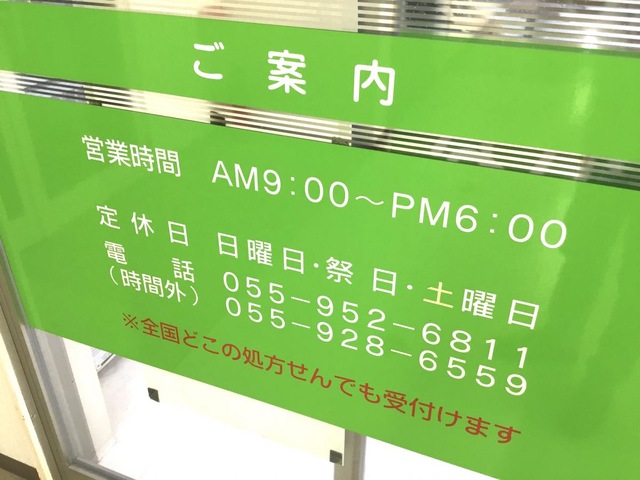 ご案内
営業時間 AM9:00～PM6:00
定休日 日曜日・祭日・土曜日
電話 055－952－6811
（時間外） 055－928－6559
※全国どこの処方せんでも受付けます